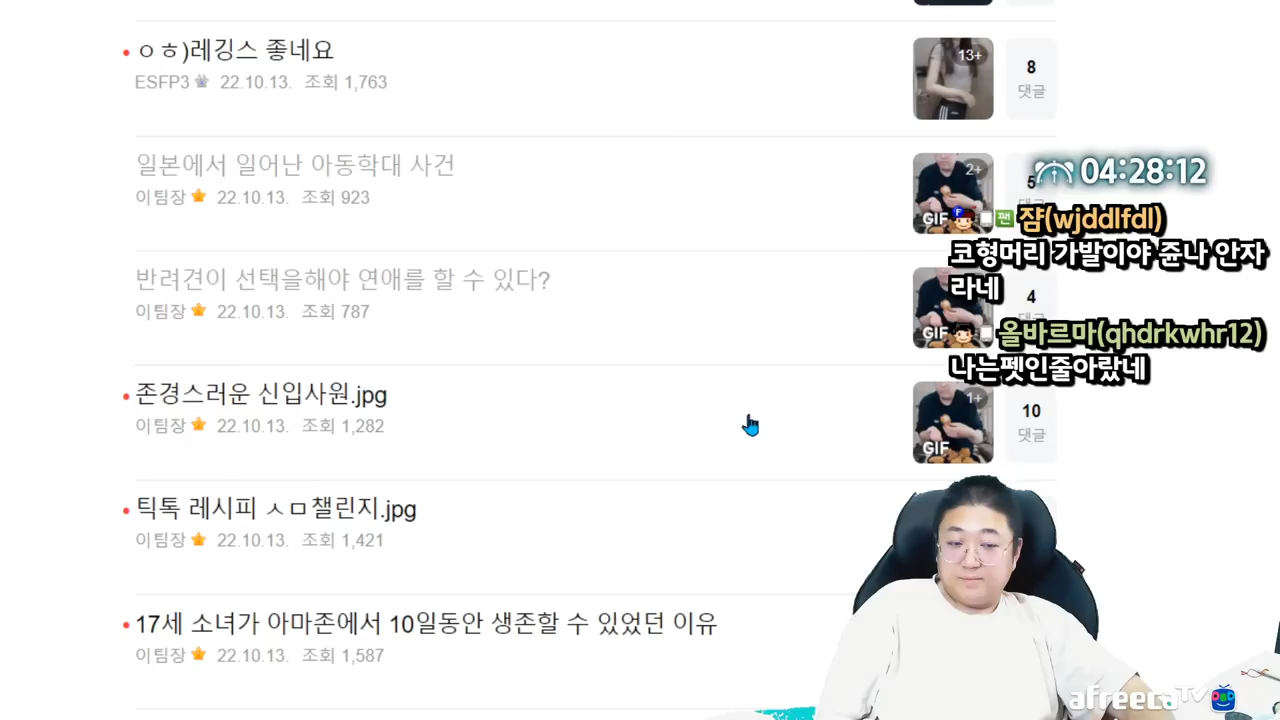 ㅇㅎ)레깅스 좋네요
ESFP3 22.10.13. 조회 1,763
13+
8
댓글
일본에서 일어난 아동학대 사건
이팀장 22.10.13. 조회 923
2+
GIF
5
04:28:12
팬 쟘(wjddlfdl)
코형머리 가발이야 쥰나 안자
라네
반려견이 선택을해야 연애를 할 수 있다?
이팀장 22.10.13. 조회 787
GIF
4
올바르마(qhdrkwhr12)
나는펫인줄아랐네
존경스러운 신입사원.jpg
이팀장 22.10.13. 조회 1,282
1+
GIF
10
댓글
틱톡 레시피 ㅅㅁ챌린지.jpg
이팀장 22.10.13. 조회 1,421
17세 소녀가 아마존에서 10일동안 생존할 수 있었던 이유
이팀장 22.10.13. 조회 1,587
afreecaTV